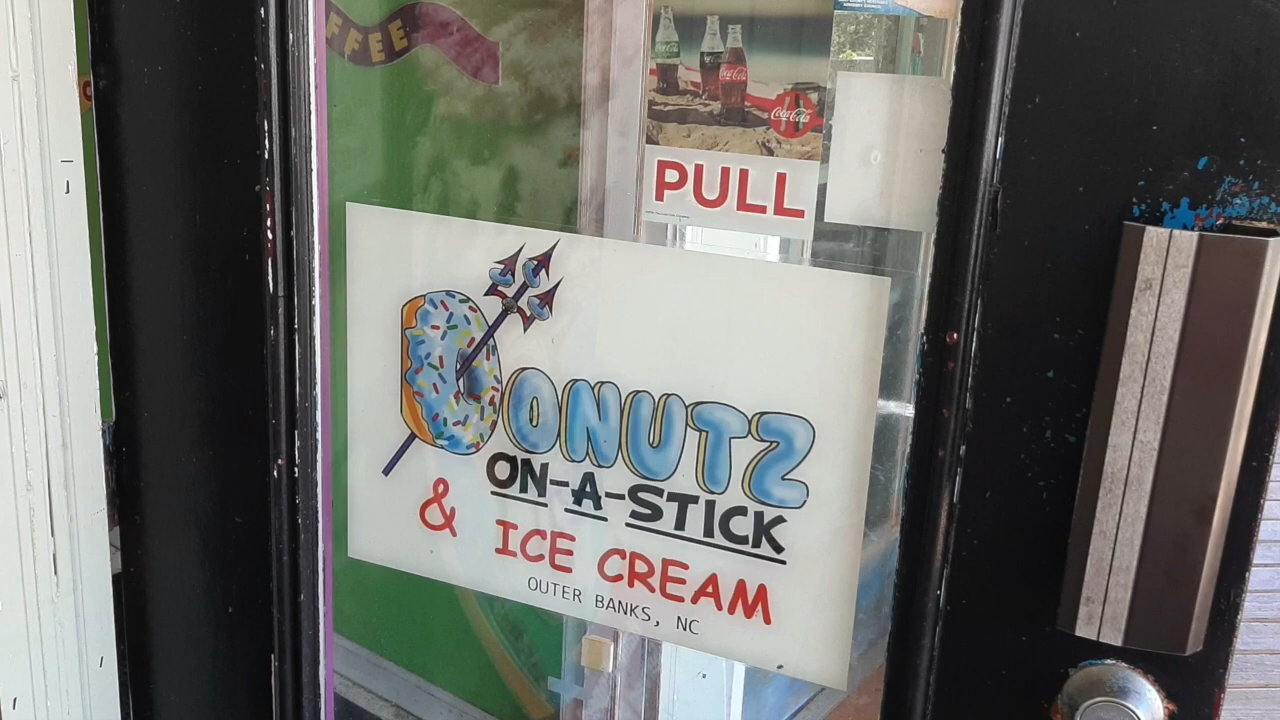 FFEE
Coca-Cola
PULL
DONUTZ
ON-A-STICK
& ICE CREAM
OUTER BANKS, NC